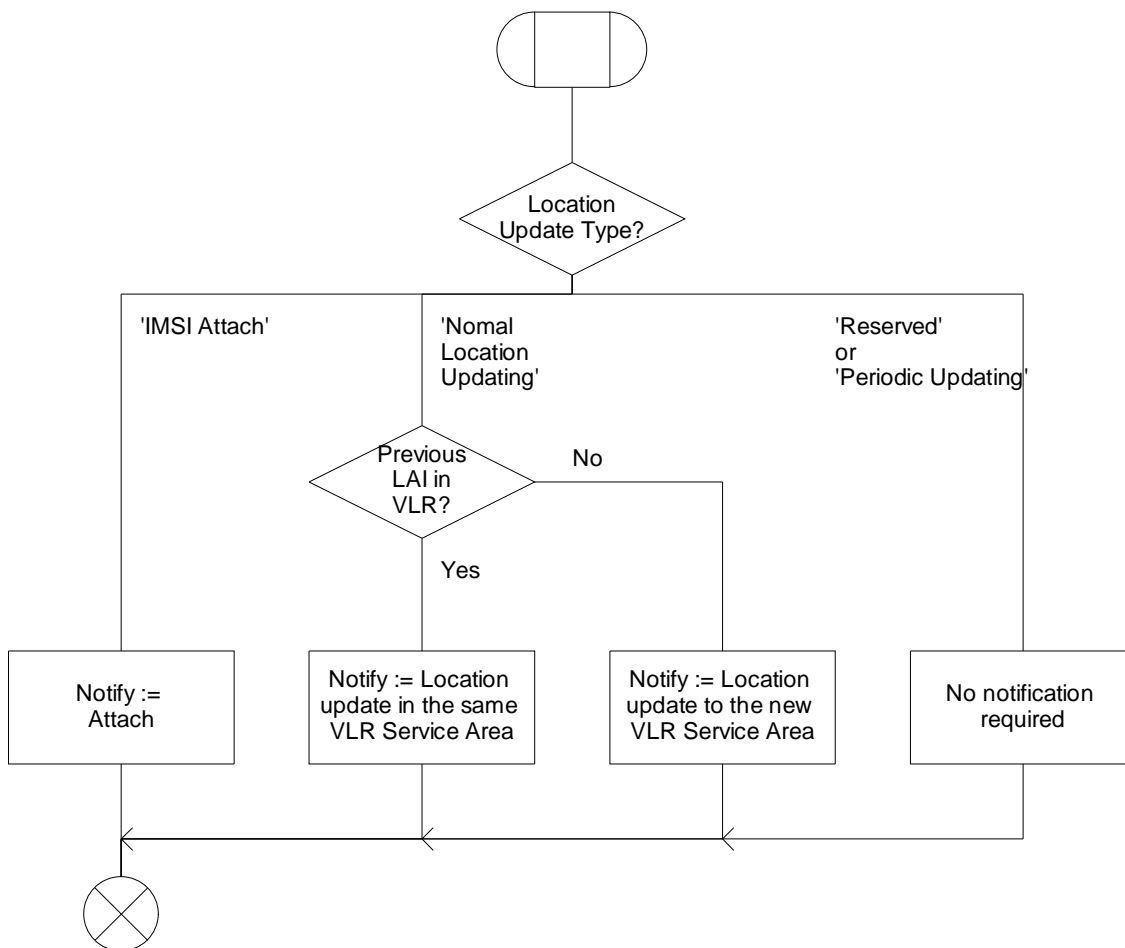 Location
Update Type?
'IMSI Attach'
'Nomal
Location
Updating'
'Reserved'
or
'Periodic Updating'
Previous
LAI in
VLR?
No
Yes
Notify :=
Attach
Notify := Location
update in the same
VLR Service Area
Notify := Location
update to the new
VLR Service Area
No notification
required